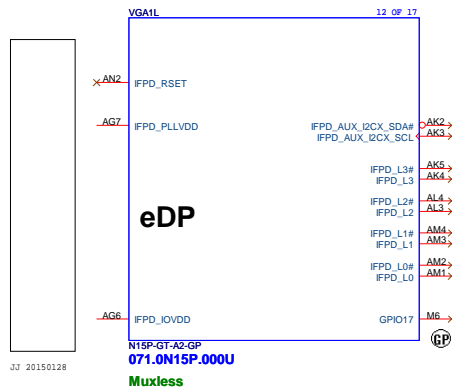 VGA1L 12 OF 17
AN2 IFPD_RSET
AG7 IFPD_PLLVDD
IFPD_AUX_I2CX_SDA# AK2
IFPD_AUX_I2CX_SCL AK3
IFPD_L3# AK5
IFPD_L3 AK4
IFPD_L2# AL4
IFPD_L2 AL3
eDP
IFPD_L1# AM4
IFPD_L1 AM3
IFPD_L0# AM2
IFPD_L0 AM1
AG6 IFPD_IOVDD GPIO17 M6
GP
N15P-GT-A2-GP
071.0N15P.000U
JJ 20150128
Muxless